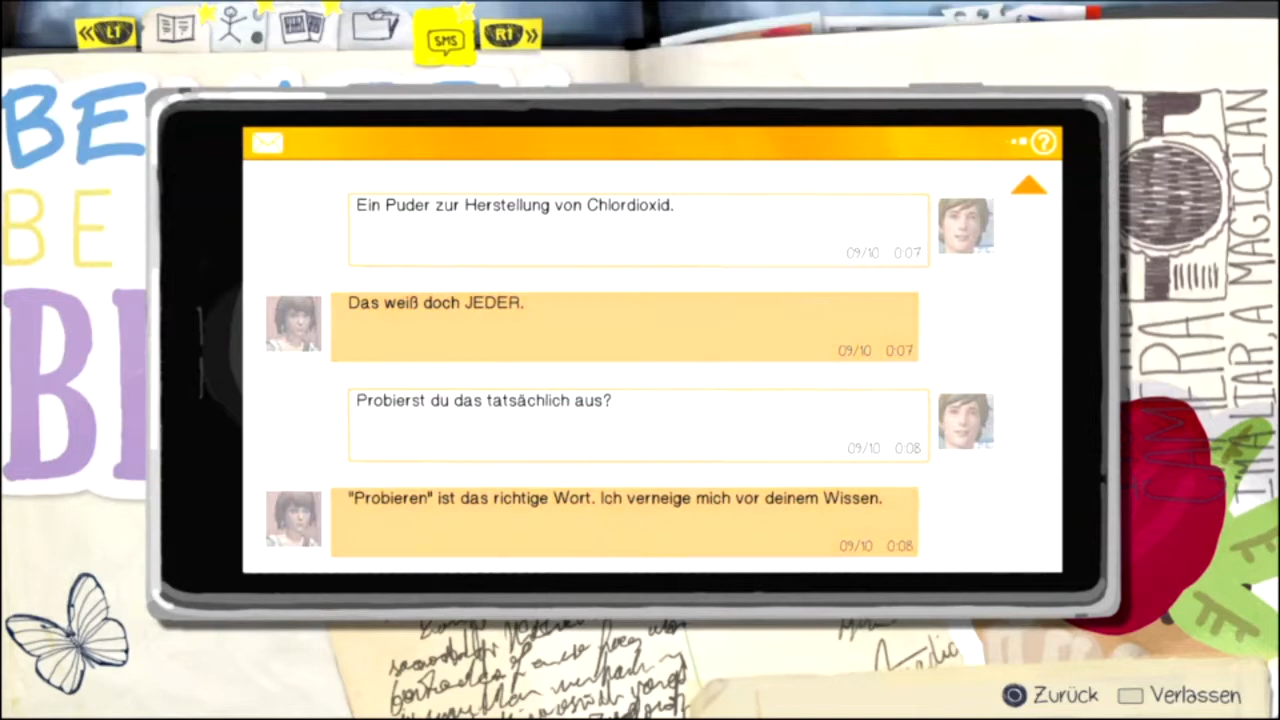 L1
SMS
R1
BE
BE
Ein Puder zur Herstellung von Chlordioxid.
09/10 0:07
Das weiß doch JEDER.
09/10 0:07
Probierst du das tatsächlich aus?
09/10 0:08
"Probieren" ist das richtige Wort. Ich verneige mich vor deinem Wissen.
09/10 0:08
LIAR, A MAGICIAN
Zurück
Verlassen